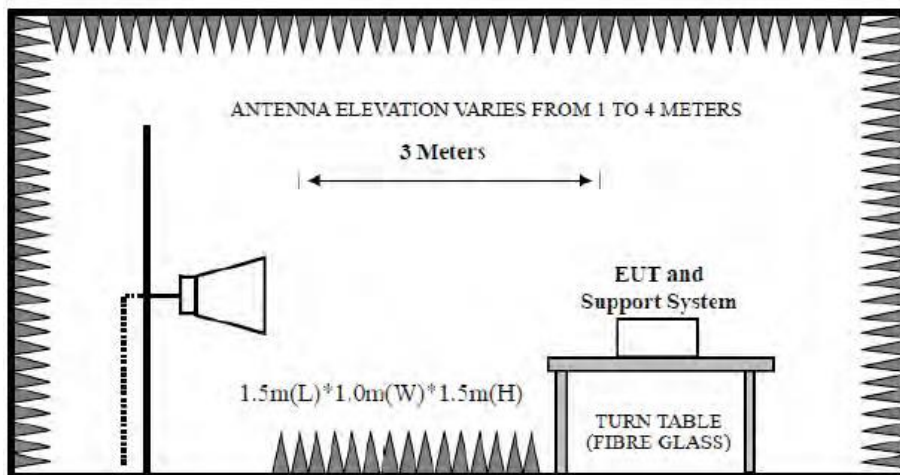 ANTENNA ELEVATION VARIES FROM 1 TO 4 METERS
3 Meters
EUT and
Support System
1.5m(L)*1.0m(W)*1.5m(H)
TURN TABLE
(FIBRE GLASS)